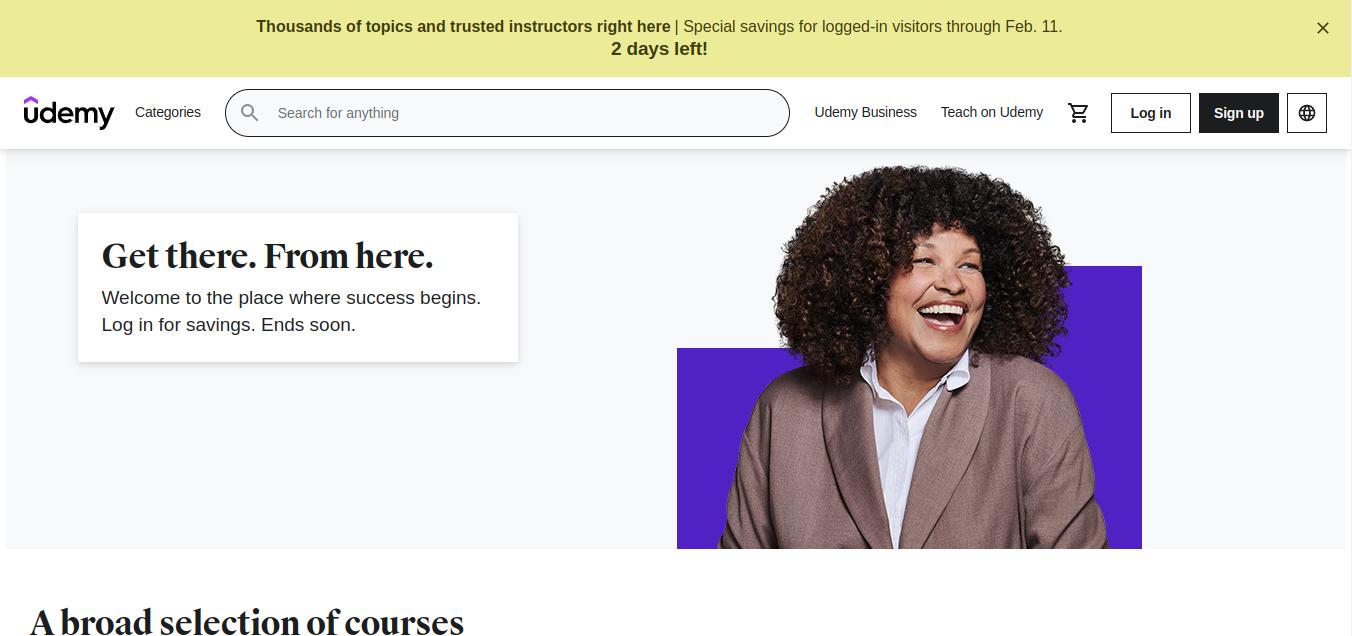 Thousands of topics and trusted instructors right here | Special savings for logged-in visitors through Feb. 11.
2 days left!
udemy
Categories
Search for anything
Udemy Business
Teach on Udemy
Log in
Sign up
Get there. From here.
Welcome to the place where success begins.
Log in for savings. Ends soon.
A broad selection of courses